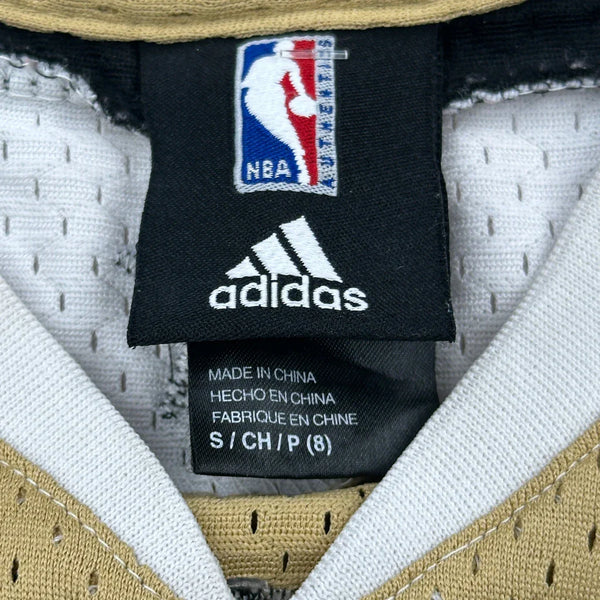 NBA
AUTHENTICS
adidas
MADE IN CHINA
HECHO EN CHINA
FABRIQUE EN CHINE
S / CH / P (8)